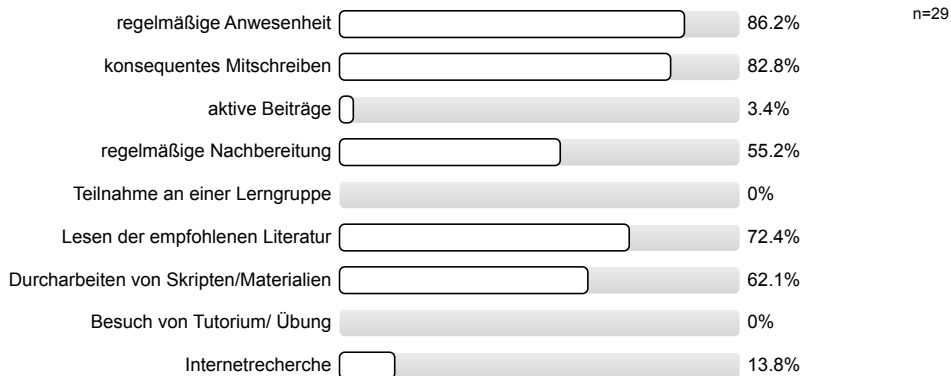 regelmäßige Anwesenheit 86.2% n=29
konsequentes Mitschreiben 82.8%
aktive Beiträge 3.4%
regelmäßige Nachbereitung 55.2%
Teilnahme an einer Lerngruppe 0%
Lesen der empfohlenen Literatur 72.4%
Durcharbeiten von Skripten/Materialien 62.1%
Besuch von Tutorium/ Übung 0%
Internetrecherche 13.8%